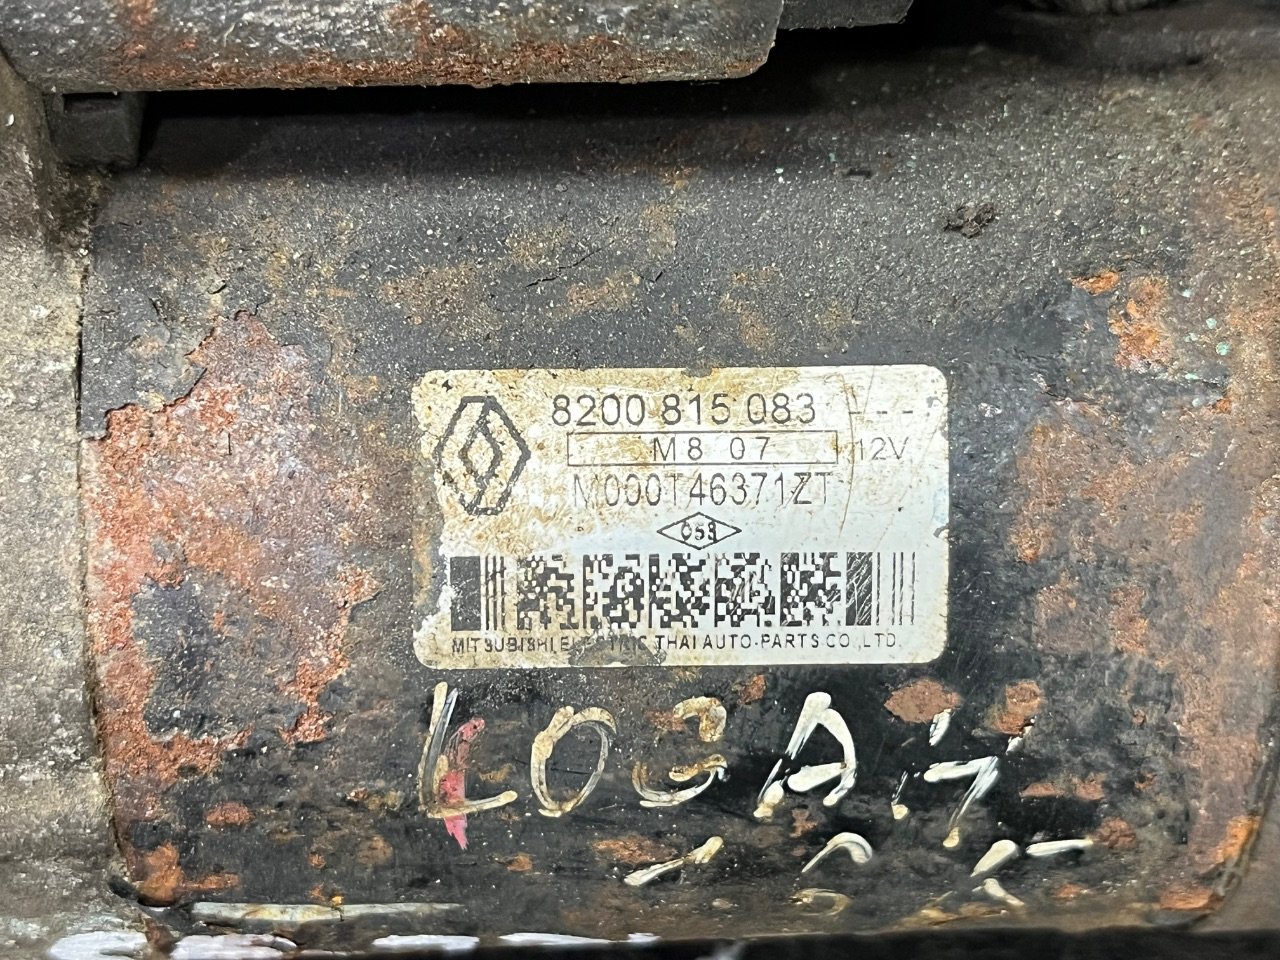 8200 815 083 ---
M8 07 12V
M000T46371ZT
MITSUBISHI ELECTRIC THAI AUTO-PARTS CO.,LTD.
LOGAN